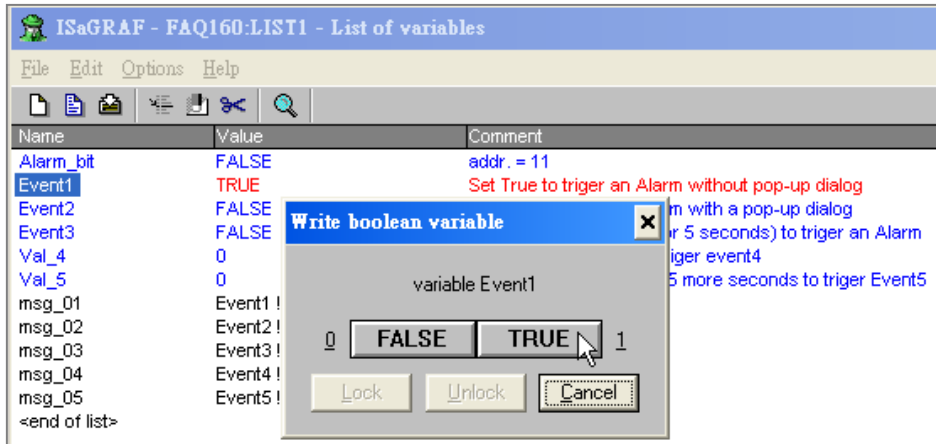 ISaGRAF - FAQ160:LIST1 - List of variables
File Edit Options Help
Name Value Comment
Alarm_bit FALSE addr. = 11
Event1 TRUE Set True to triger an Alarm without pop-up dialog
Event2 FALSE m with a pop-up dialog
Event3 FALSE or 5 seconds) to triger an Alarm
Val_4 0 iger event4
Val_5 0 5 more seconds to triger Event5
msg_01 Event1 !
msg_02 Event2 !
msg_03 Event3 !
msg_04 Event4 !
msg_05 Event5 !
<end of list>
Write boolean variable
variable Event1
0 FALSE TRUE 1
Lock Unlock Cancel